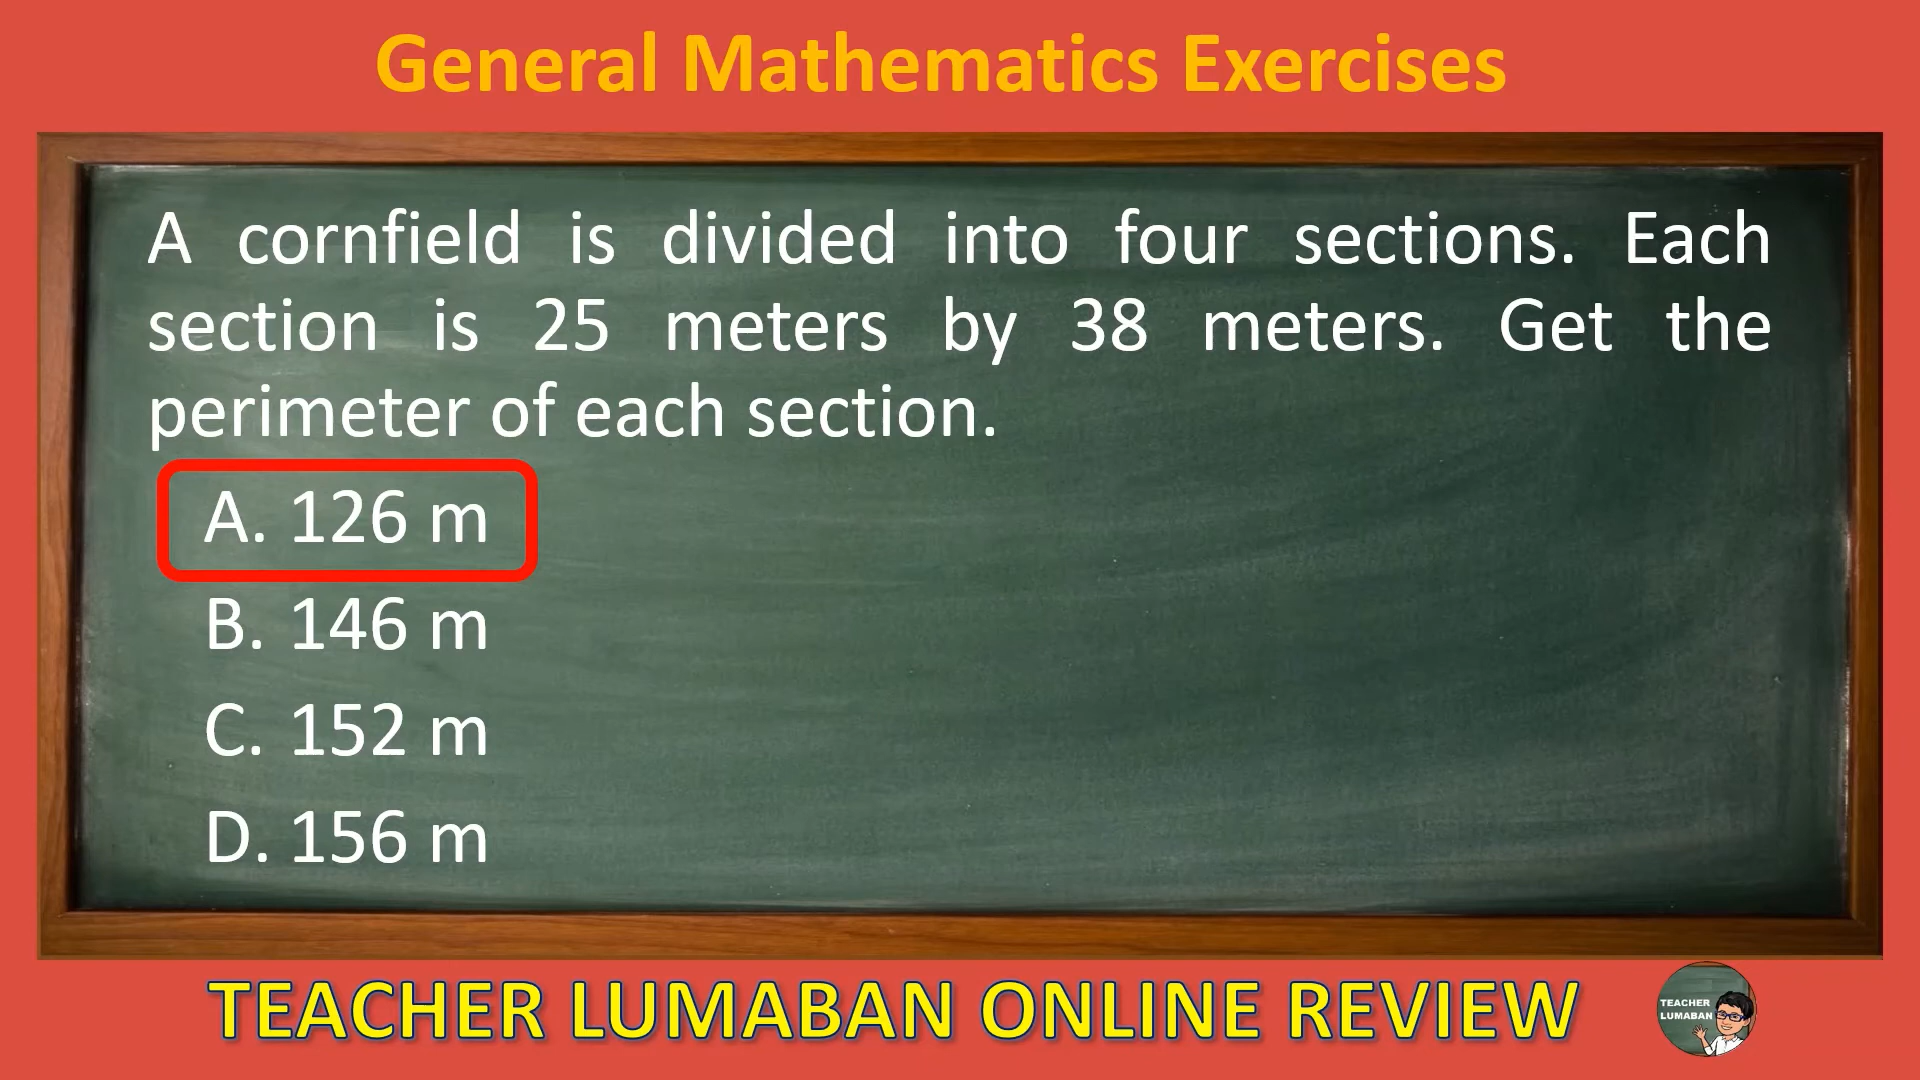 General Mathematics Exercises
A cornfield is divided into four sections. Each
section is 25 meters by 38 meters. Get the
perimeter of each section.
A. 126 m
B. 146 m
C. 152 m
D. 156 m
TEACHER LUMABAN ONLINE REVIEW
TEACHER
LUMABAN